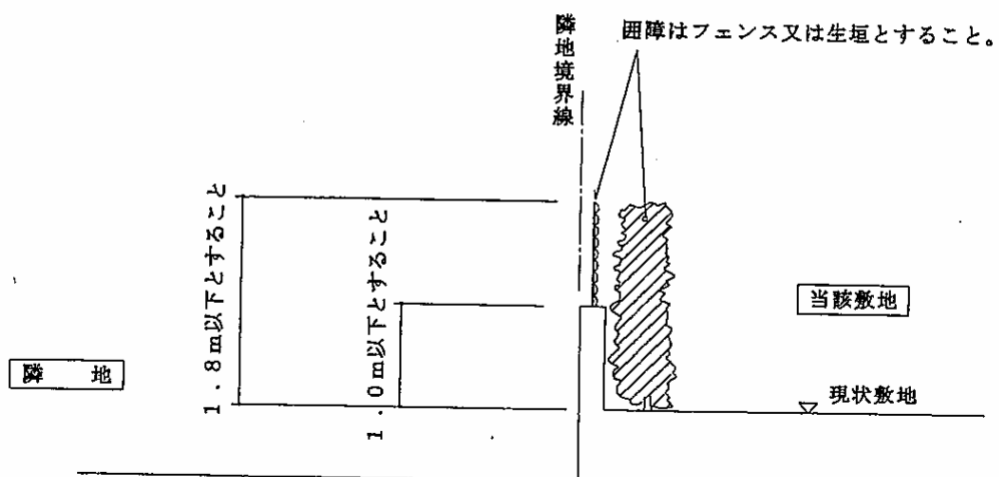 隣地境界線
囲障はフェンス又は生垣とすること。
1.8m以下とすること
1.0m以下とすること
当該敷地
隣　地
現状敷地